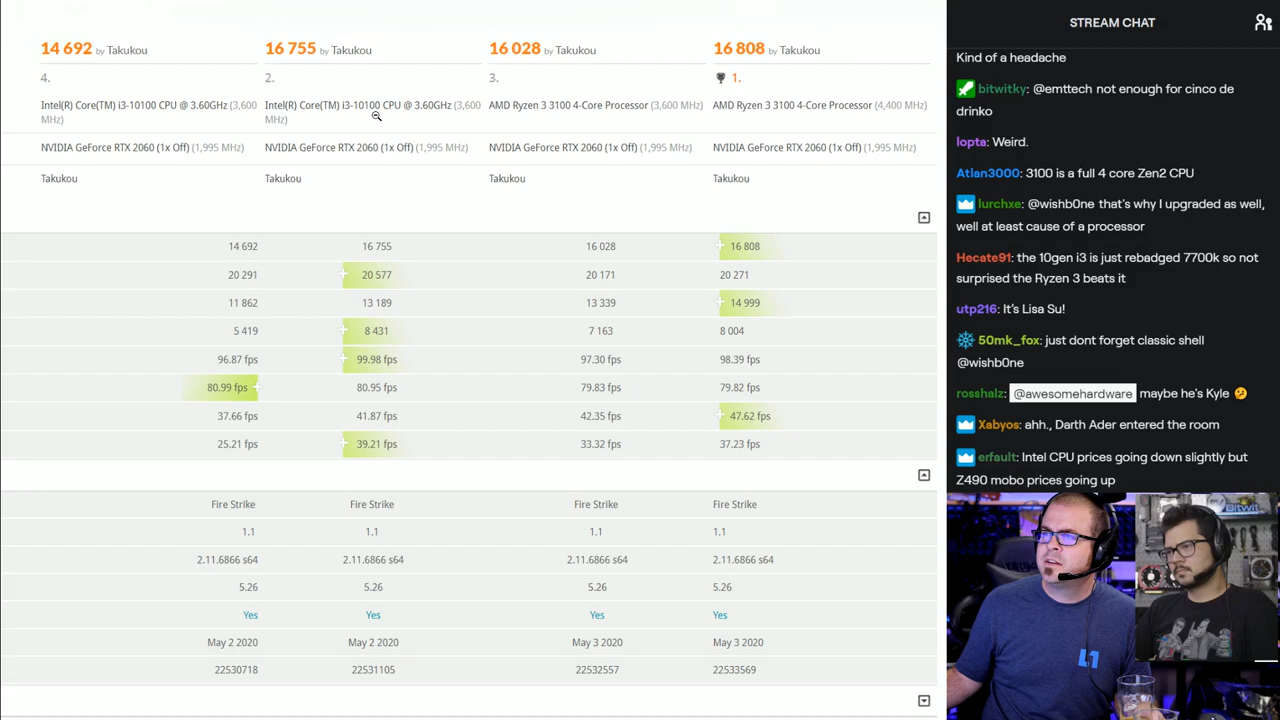 14 692 by Takukou
16 755 by Takukou
16 028 by Takukou
16 808 by Takukou
4.
2.
3.
1.
Intel(R) Core(TM) i3-10100 CPU @ 3.60GHz (3,600
MHz)
Intel(R) Core(TM) i3-10100 CPU @ 3.60GHz (3,600
MHz)
AMD Ryzen 3 3100 4-Core Processor (3,600 MHz)
AMD Ryzen 3 3100 4-Core Processor (4,400 MHz)
NVIDIA GeForce RTX 2060 (1x Off) (1,995 MHz)
NVIDIA GeForce RTX 2060 (1x Off) (1,995 MHz)
NVIDIA GeForce RTX 2060 (1x Off) (1,995 MHz)
NVIDIA GeForce RTX 2060 (1x Off) (1,995 MHz)
Takukou
Takukou
Takukou
Takukou
14 692
16 755
16 028
16 808
20 291
20 577
20 171
20 271
11 862
13 189
13 339
14 999
5 419
8 431
7 163
8 004
96.87 fps
99.98 fps
97.30 fps
98.39 fps
80.99 fps
80.95 fps
79.83 fps
79.82 fps
37.66 fps
41.87 fps
42.35 fps
47.62 fps
25.21 fps
39.21 fps
33.32 fps
37.23 fps
Fire Strike
Fire Strike
Fire Strike
Fire Strike
1.1
1.1
1.1
1.1
2.11.6866 s64
2.11.6866 s64
2.11.6866 s64
2.11.6866 s64
5.26
5.26
5.26
5.26
Yes
Yes
Yes
Yes
May 2 2020
May 2 2020
May 3 2020
May 3 2020
22530718
22531105
22532557
22533569
STREAM CHAT
Kind of a headache
bitwitky: @emttech not enough for cinco de
drinko
lopta: Weird.
Atlan3000: 3100 is a full 4 core Zen2 CPU
lurchxe: @wishb0ne that's why I upgraded as well,
well at least cause of a processor
Hecate91: the 10gen i3 is just rebadged 7700k so not
surprised the Ryzen 3 beats it
utp216: It's Lisa Su!
50mk_fox: just dont forget classic shell
@wishb0ne
rosshalz: @awesomehardware maybe he's Kyle 🤔
Xabyos: ahh., Darth Ader entered the room
erfault: Intel CPU prices going down slightly but
Z490 mobo prices going up
Bitwit